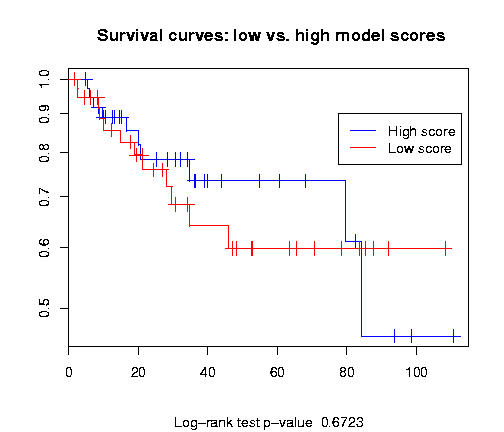 Survival curves: low vs. high model scores
1.0
0.9
0.8
0.7
0.6
0.5
High score
Low score
0 20 40 60 80 100
Log-rank test p-value 0.6723